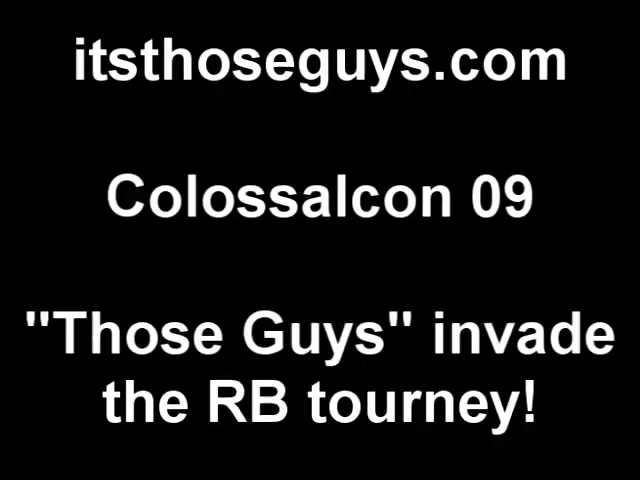 itsthoseguys.com
Colossalcon 09
"Those Guys" invade
the RB tourney!